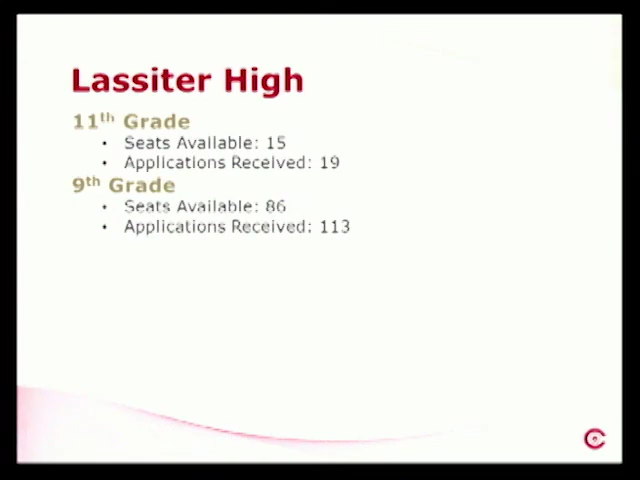 Lassiter High
11th Grade
• Seats Available: 15
• Applications Received: 19
9th Grade
• Seats Available: 86
• Applications Received: 113